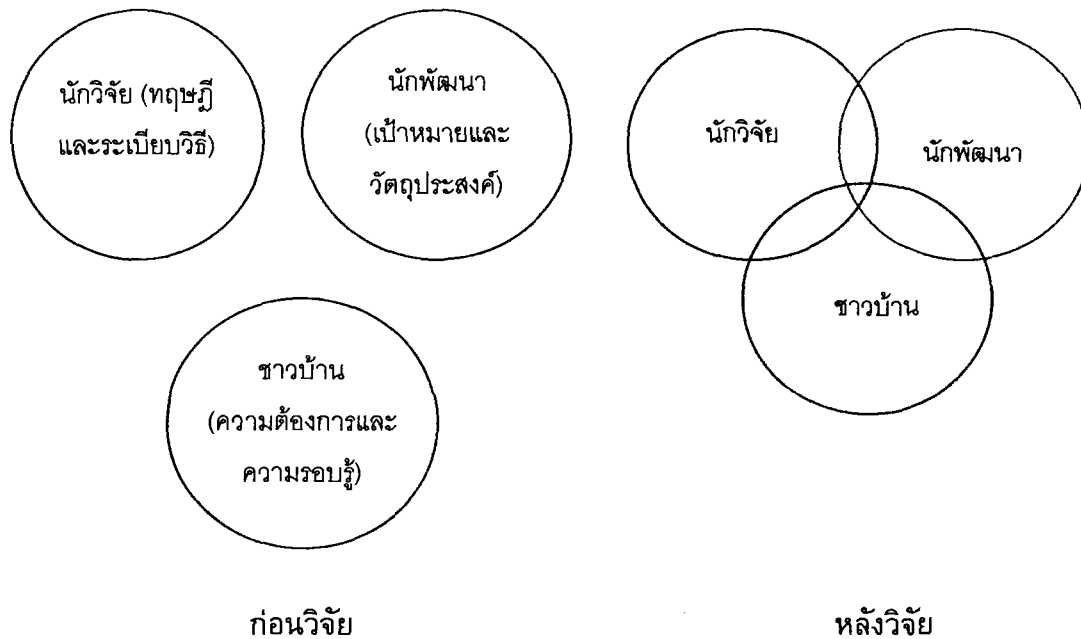 นักวิจัย (ทฤษฎี
และระเบียบวิธี)
นักพัฒนา
(เป้าหมายและ
วัตถุประสงค์)
ชาวบ้าน
(ความต้องการและ
ความรอบรู้)
ก่อนวิจัย
นักวิจัย
นักพัฒนา
ชาวบ้าน
หลังวิจัย